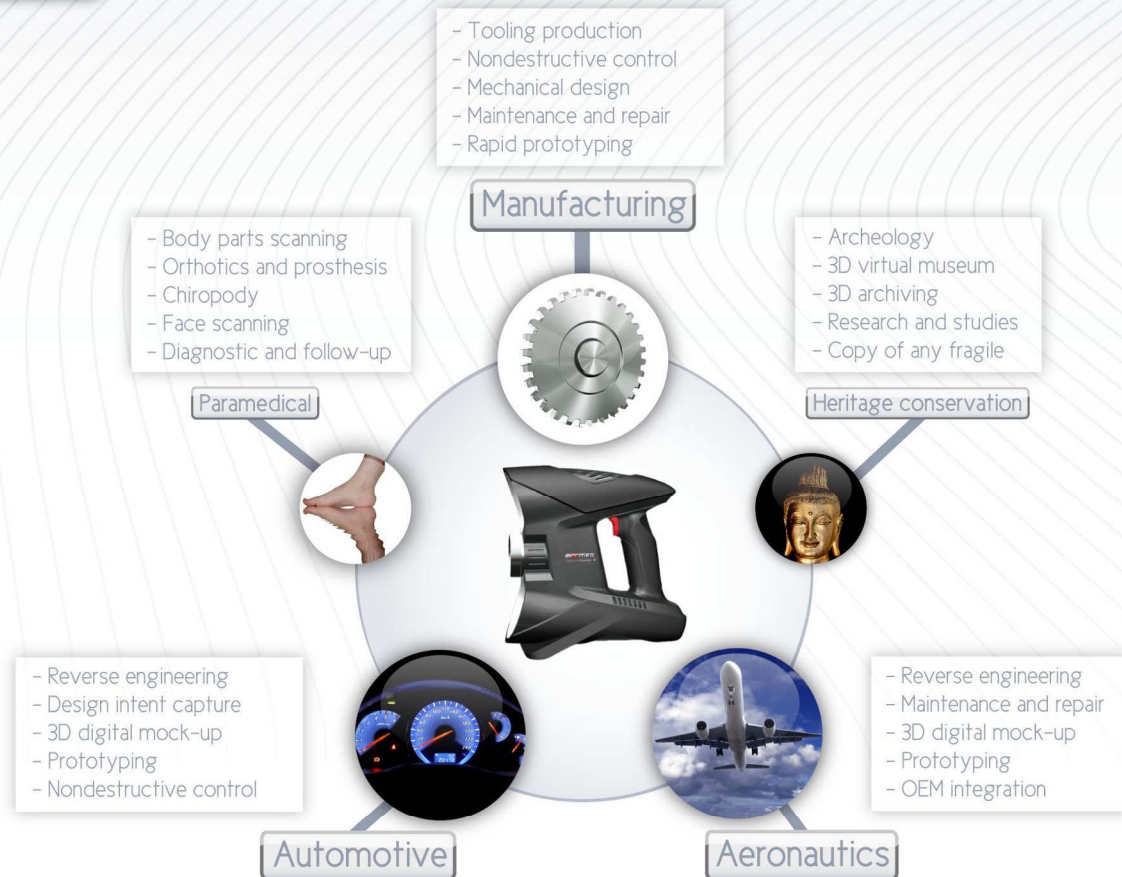 - Tooling production
- Nondestructive control
- Mechanical design
- Maintenance and repair
- Rapid prototyping
Manufacturing
- Body parts scanning
- Orthotics and prosthesis
- Chiropody
- Face scanning
- Diagnostic and follow-up
Paramedical
- Archeology
- 3D virtual museum
- 3D archiving
- Research and studies
- Copy of any fragile
Heritage conservation
- Reverse engineering
- Design intent capture
- 3D digital mock-up
- Prototyping
- Nondestructive control
Automotive
- Reverse engineering
- Maintenance and repair
- 3D digital mock-up
- Prototyping
- OEM integration
Aeronautics